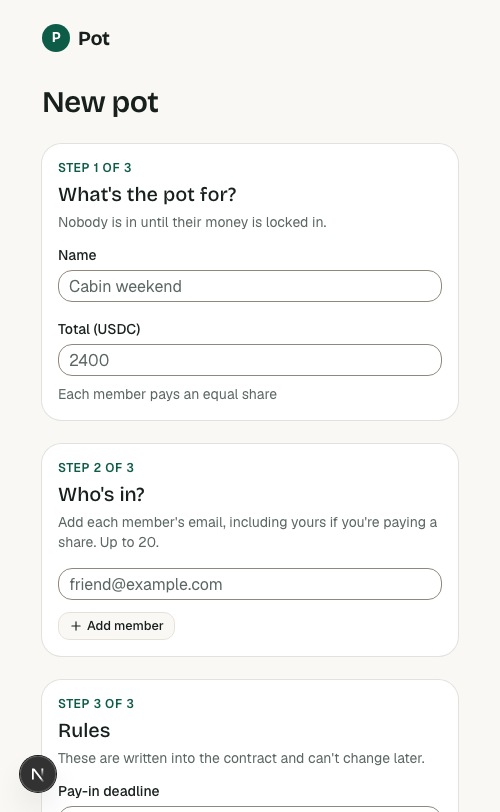 P Pot
New pot
STEP 1 OF 3
What's the pot for?
Nobody is in until their money is locked in.
Name
Cabin weekend
Total (USDC)
2400
Each member pays an equal share
STEP 2 OF 3
Who's in?
Add each member's email, including yours if you're paying a
share. Up to 20.
friend@example.com
+ Add member
STEP 3 OF 3
Rules
These are written into the contract and can't change later.
N
Pay-in deadline